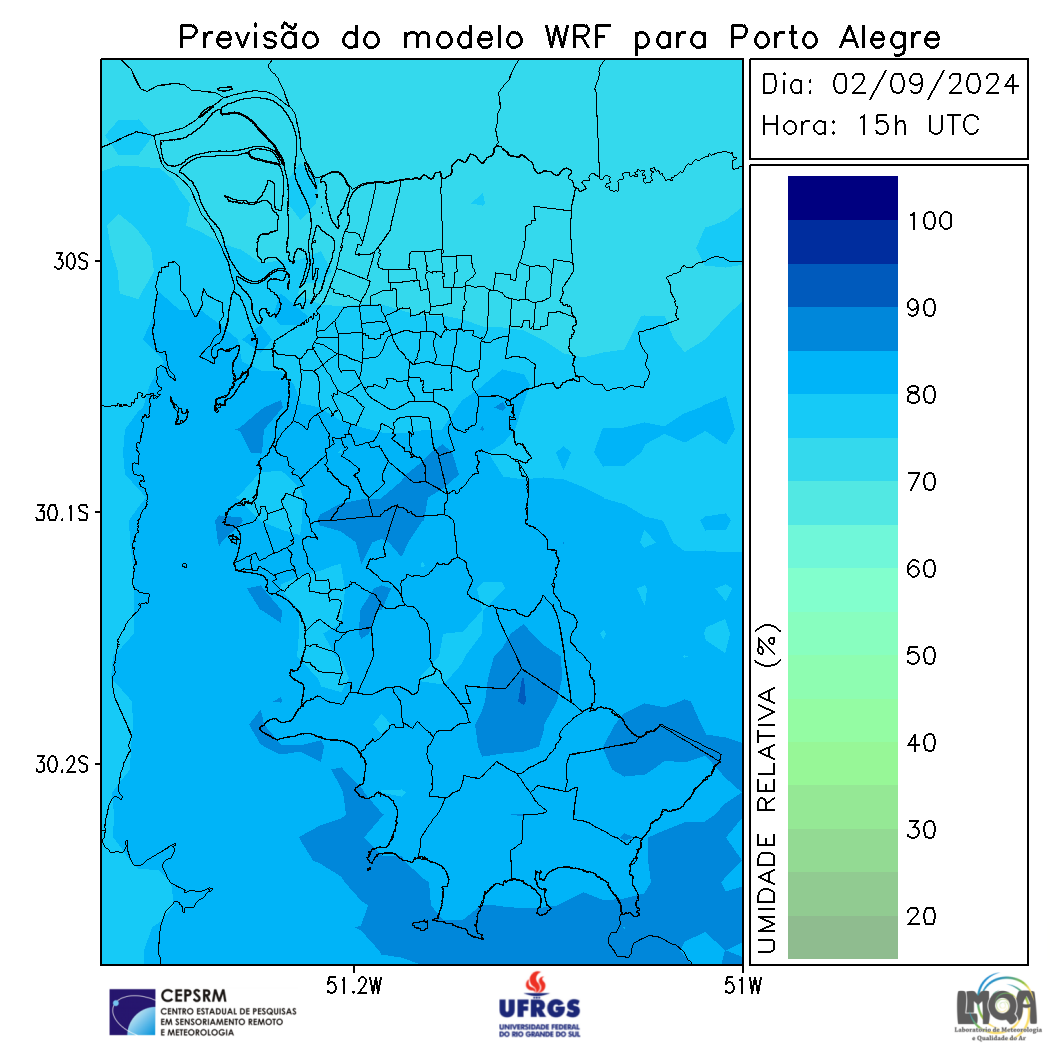 Previsão do modelo WRF para Porto Alegre
Dia: 02/09/2024
Hora: 15h UTC
30S
30.1S
30.2S
51.2W
51W
100
90
80
70
60
50
40
30
20
UMIDADE RELATIVA (%)
CEPSRM
CENTRO ESTADUAL DE PESQUISAS
EM SENSORIAMENTO REMOTO
E METEOROLOGIA
UFRGS
UNIVERSIDADE FEDERAL
DO RIO GRANDE DO SUL
LMQA
Laboratório de Meteorologia
e Qualidade do Ar